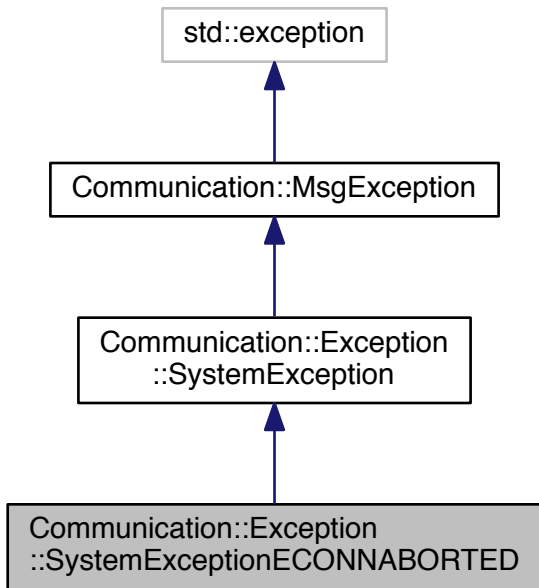 std::exception
Communication::MsgException
Communication::Exception
::SystemException
Communication::Exception
::SystemExceptionECONNABORTED